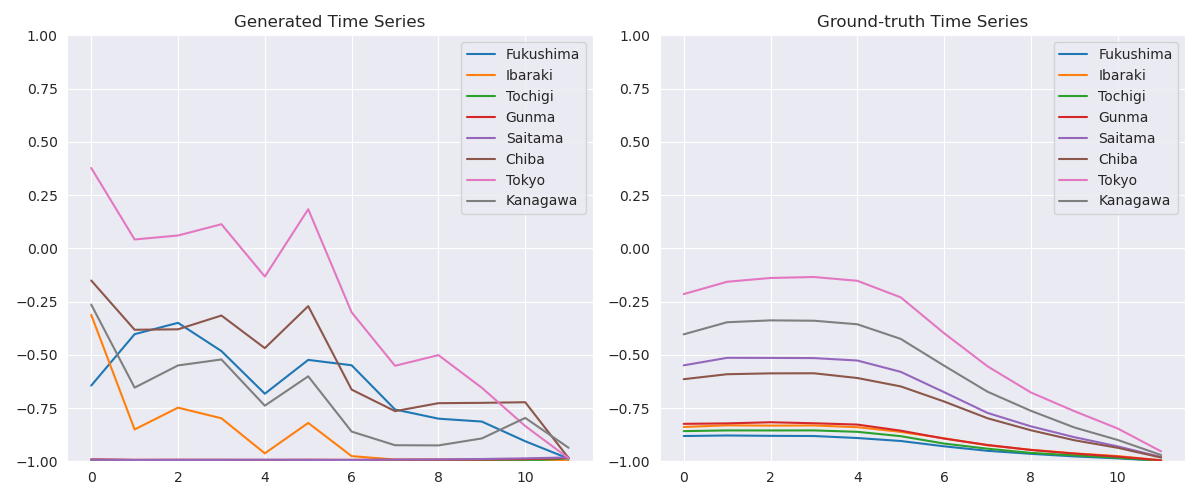 Generated Time Series
1.00
0.75
0.50
0.25
0.00
−0.25
−0.50
−0.75
−1.00
0 2 4 6 8 10
Fukushima
Ibaraki
Tochigi
Gunma
Saitama
Chiba
Tokyo
Kanagawa
Ground-truth Time Series
1.00
0.75
0.50
0.25
0.00
−0.25
−0.50
−0.75
−1.00
0 2 4 6 8 10
Fukushima
Ibaraki
Tochigi
Gunma
Saitama
Chiba
Tokyo
Kanagawa